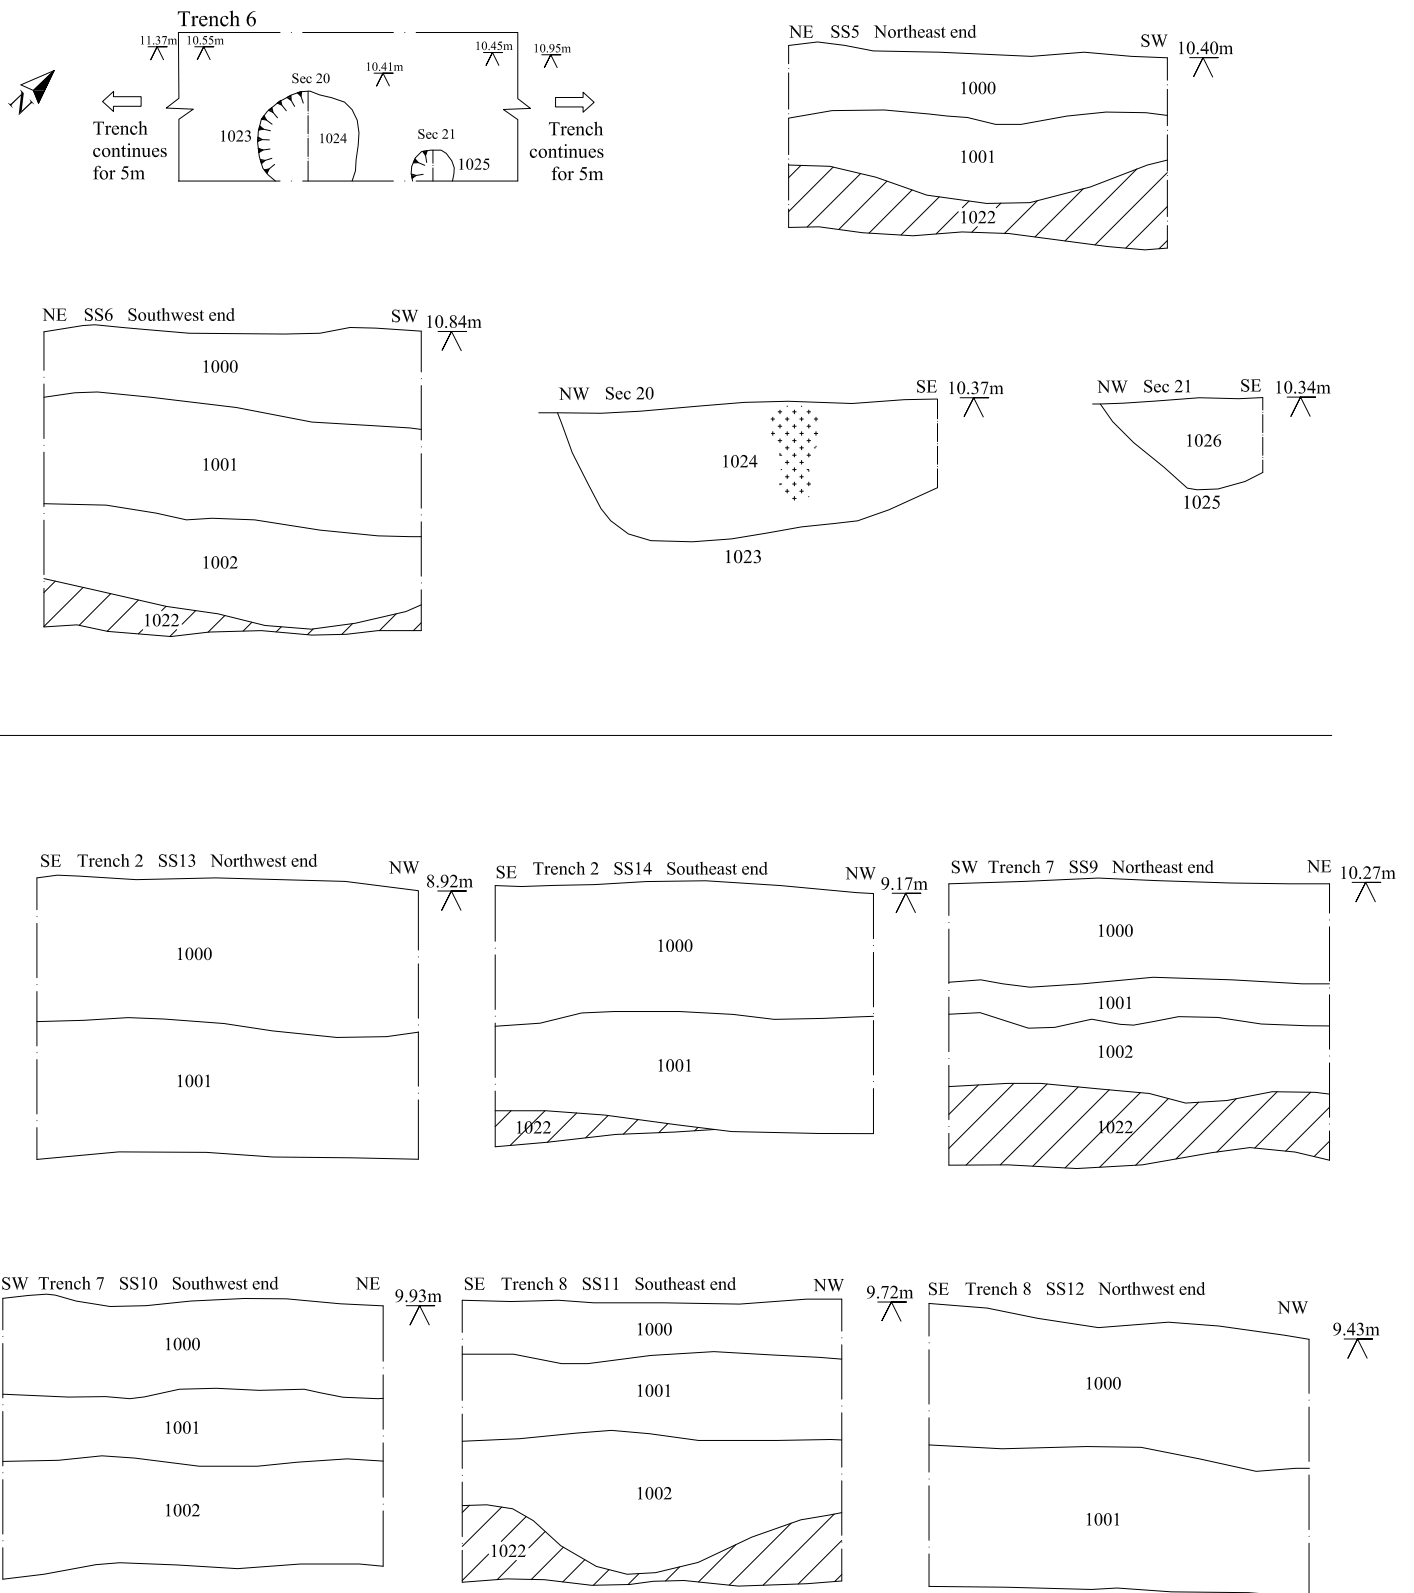 Trench 6
11.37m 10.55m 10.45m 10.95m
10.41m
Sec 20
1023 1024
Sec 21
1025
N
Trench
continues
for 5m
Trench
continues
for 5m
NE SS5 Northeast end SW 10.40m
1000
1001
1022
NE SS6 Southwest end SW 10.84m
1000
1001
1002
1022
NW Sec 20 SE 10.37m
1024
1023
NW Sec 21 SE 10.34m
1026
1025
SE Trench 2 SS13 Northwest end NW 8.92m
1000
1001
SE Trench 2 SS14 Southeast end NW 9.17m
1000
1001
1022
SW Trench 7 SS9 Northeast end NE 10.27m
1000
1001
1002
1022
SW Trench 7 SS10 Southwest end NE 9.93m
1000
1001
1002
SE Trench 8 SS11 Southeast end NW 9.72m
1000
1001
1002
1022
SE Trench 8 SS12 Northwest end NW 9.43m
1000
1001